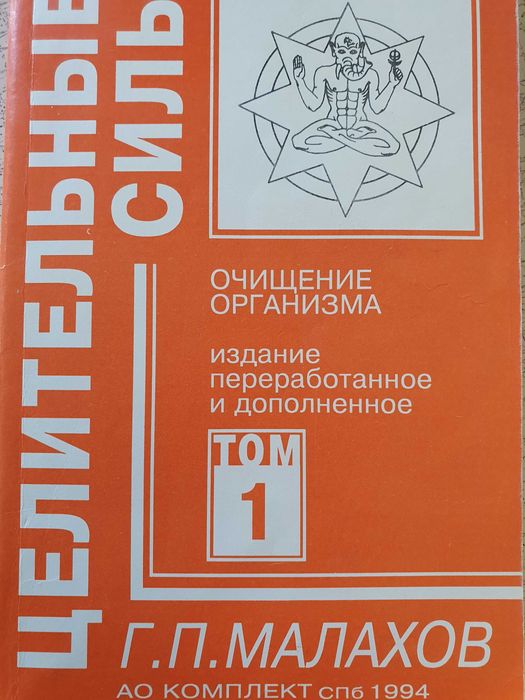 ЦЕЛИТЕЛЬНЫЕ
СИЛЫ
ОЧИЩЕНИЕ
ОРГАНИЗМА
издание
переработанное
и дополненное
ТОМ
1
Г.П.МАЛАХОВ
АО КОМПЛЕКТ СПб 1994